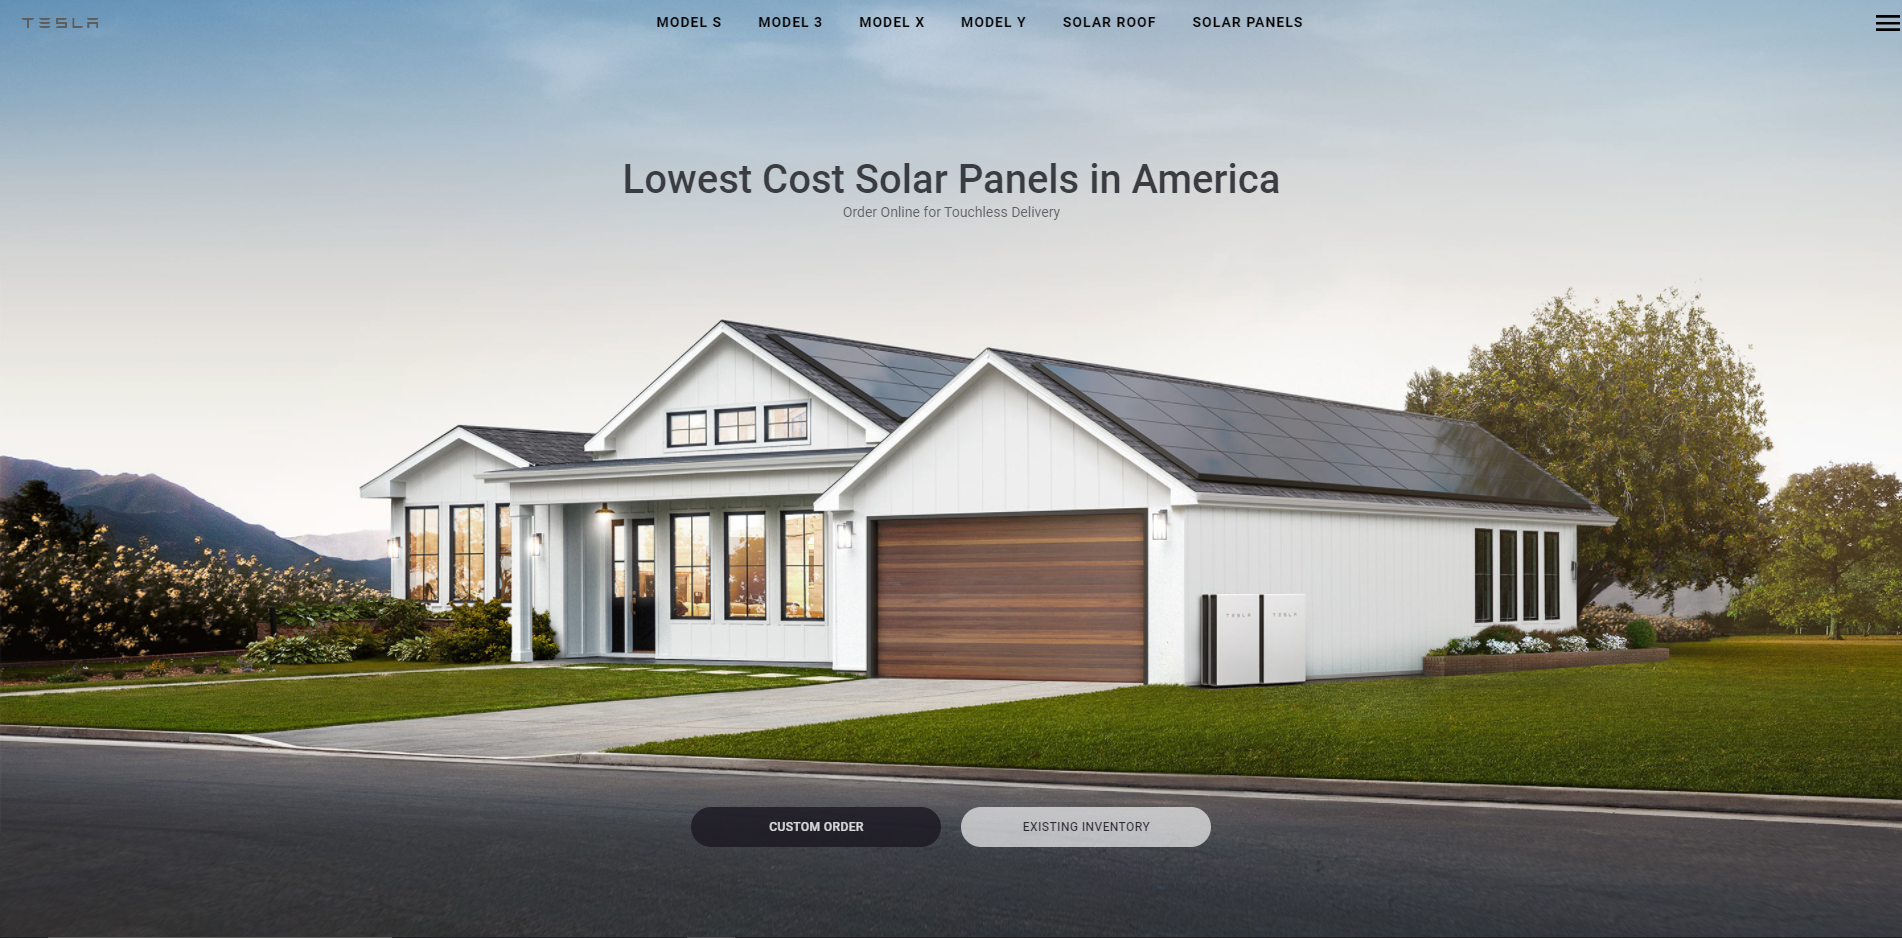 TESLA
MODEL S MODEL 3 MODEL X MODEL Y SOLAR ROOF SOLAR PANELS
Lowest Cost Solar Panels in America
Order Online for Touchless Delivery
TESLA TESLA
CUSTOM ORDER EXISTING INVENTORY